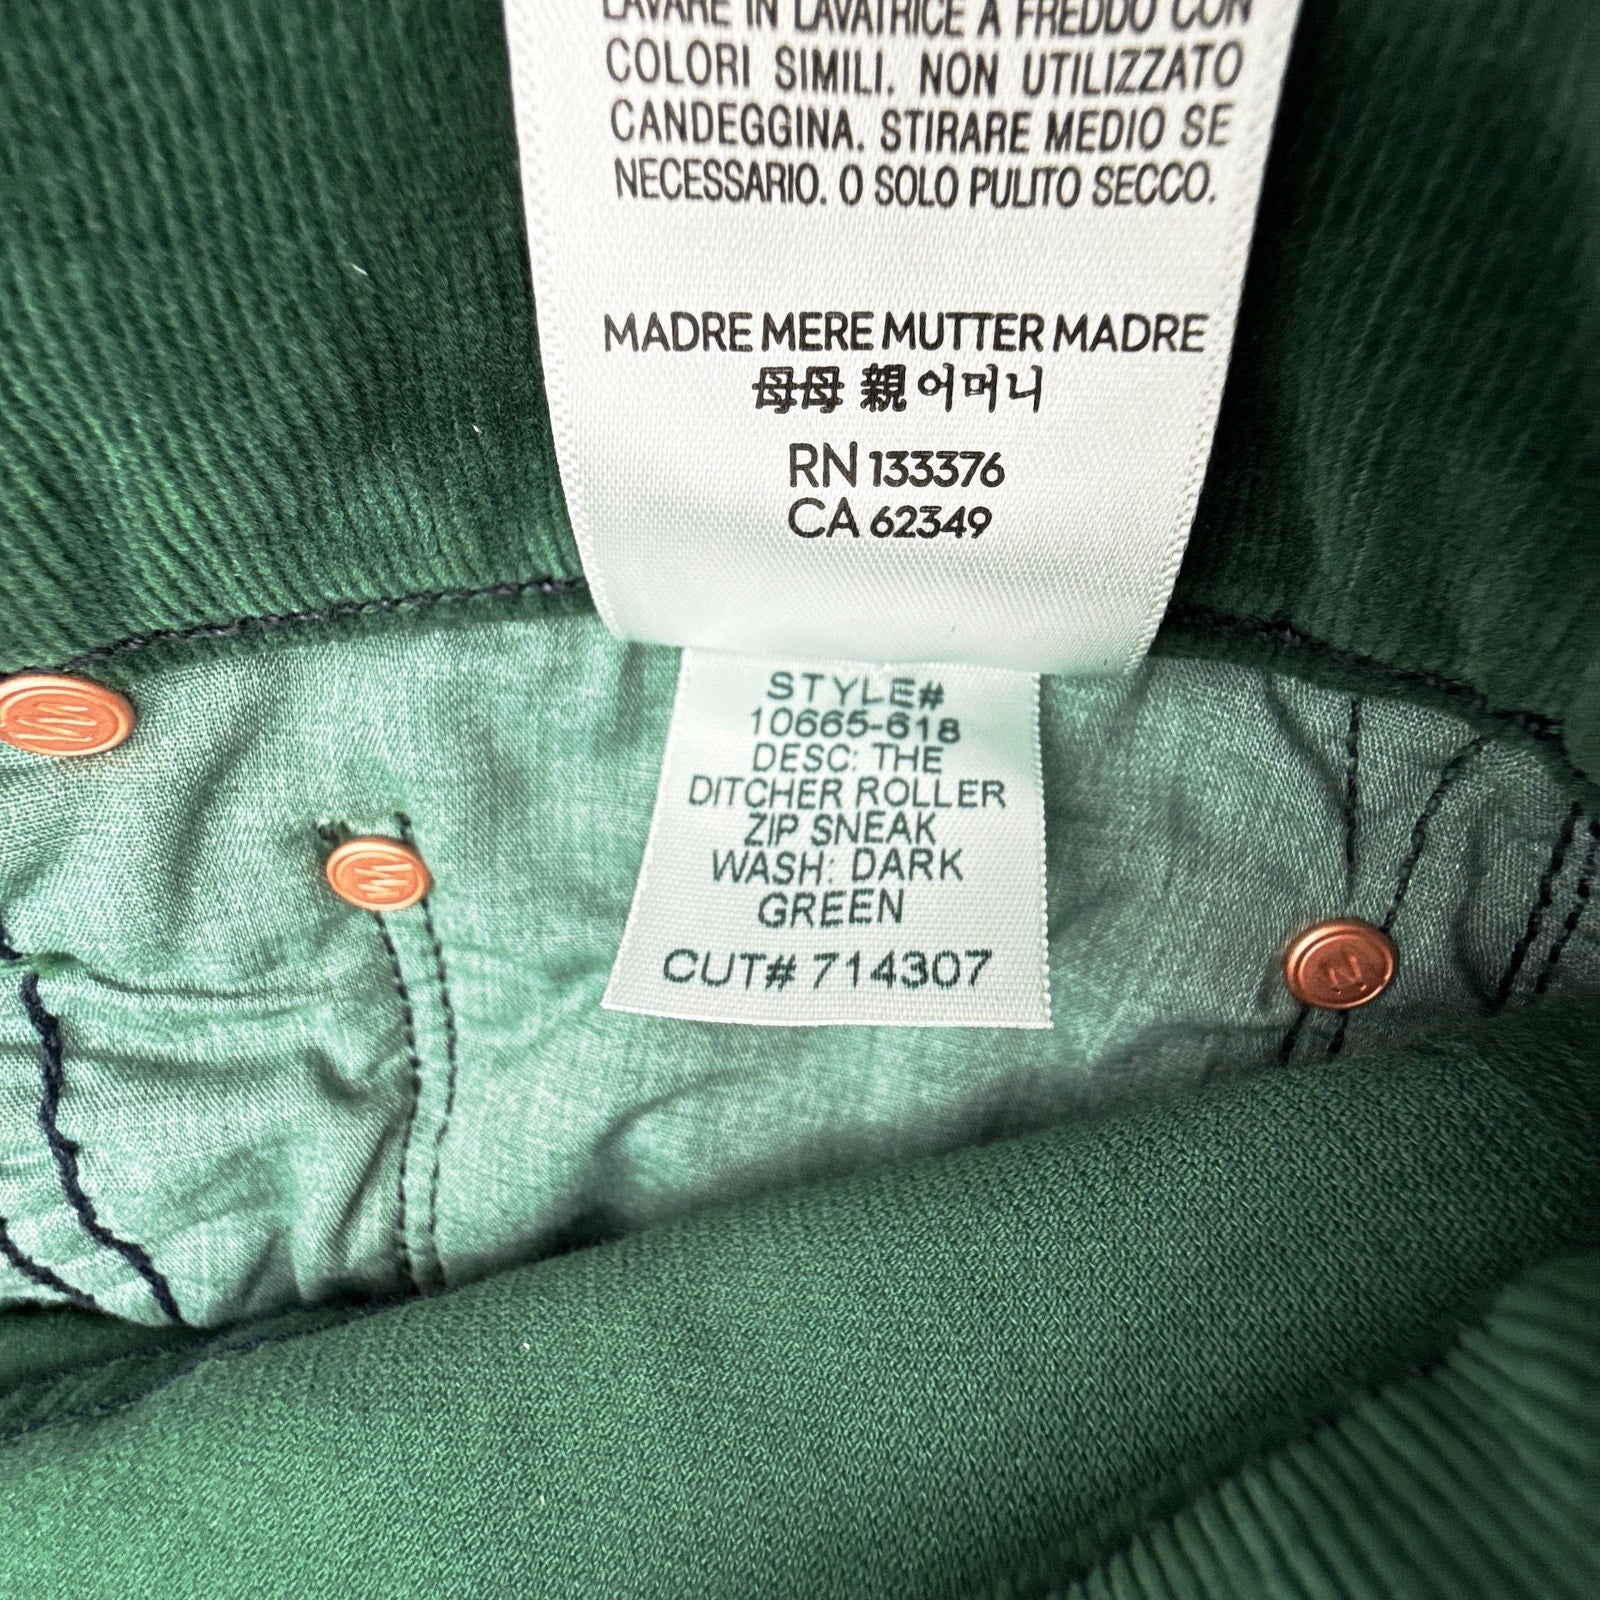 LAVARE IN LAVATRICE A FREDDO CON
COLORI SIMILI. NON UTILIZZATO
CANDEGGINA. STIRARE MEDIO SE
NECESSARIO. O SOLO PULITO SECCO.
MADRE MERE MUTTER MADRE
母母 親 어머니
RN 133376
CA 62349
STYLE#
10665-618
DESC: THE
DITCHER ROLLER
ZIP SNEAK
WASH: DARK
GREEN
CUT# 714307